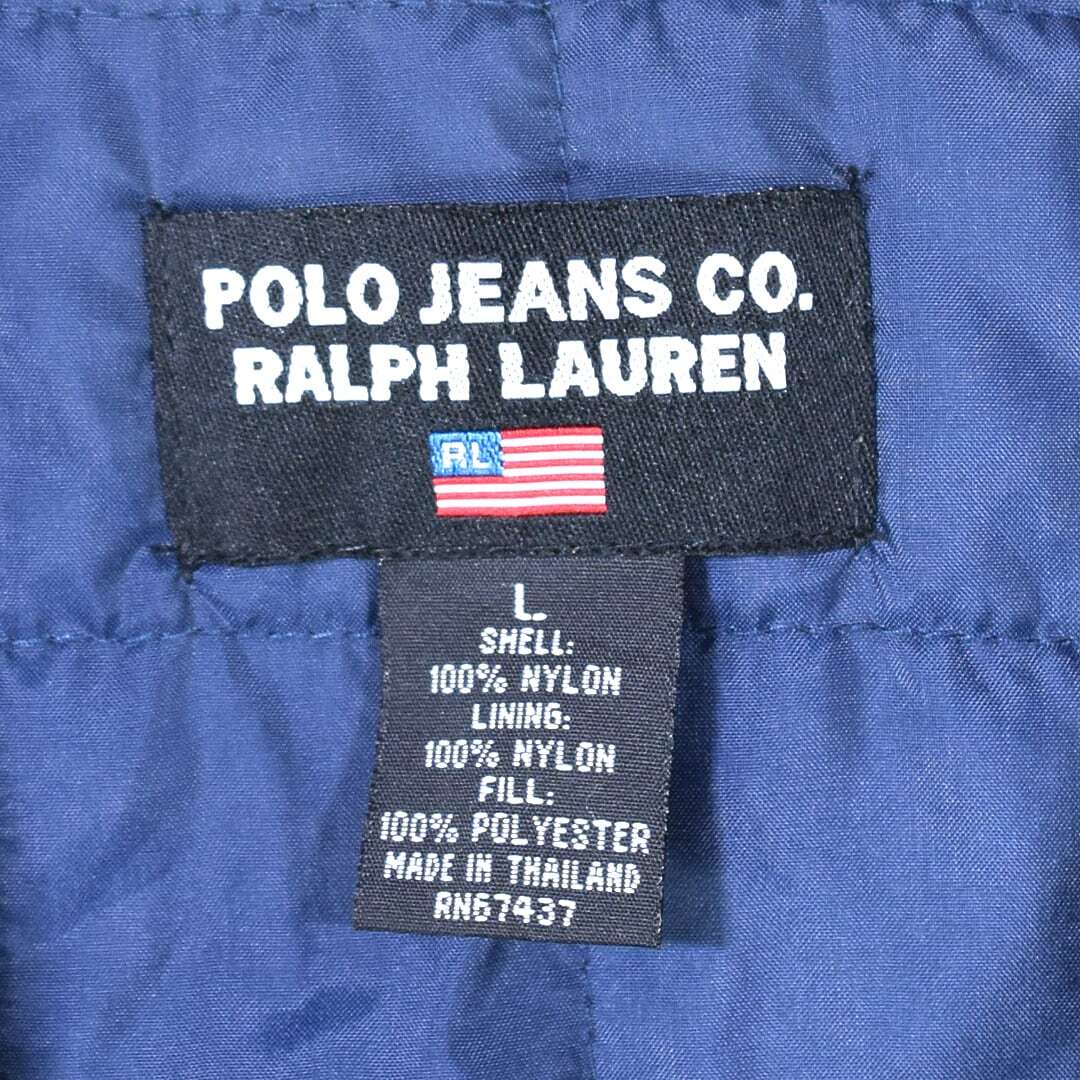 POLO JEANS CO.
RALPH LAUREN
RL
L
SHELL:
100% NYLON
LINING:
100% NYLON
FILL:
100% POLYESTER
MADE IN THAILAND
RN67437